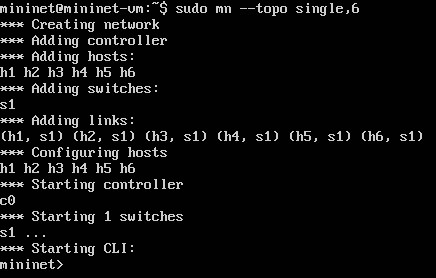 mininet@mininet-vm:~$ sudo mn --topo single,6
*** Creating network
*** Adding controller
*** Adding hosts:
h1 h2 h3 h4 h5 h6
*** Adding switches:
s1
*** Adding links:
(h1, s1) (h2, s1) (h3, s1) (h4, s1) (h5, s1) (h6, s1)
*** Configuring hosts
h1 h2 h3 h4 h5 h6
*** Starting controller
c0
*** Starting 1 switches
s1 ...
*** Starting CLI:
mininet>